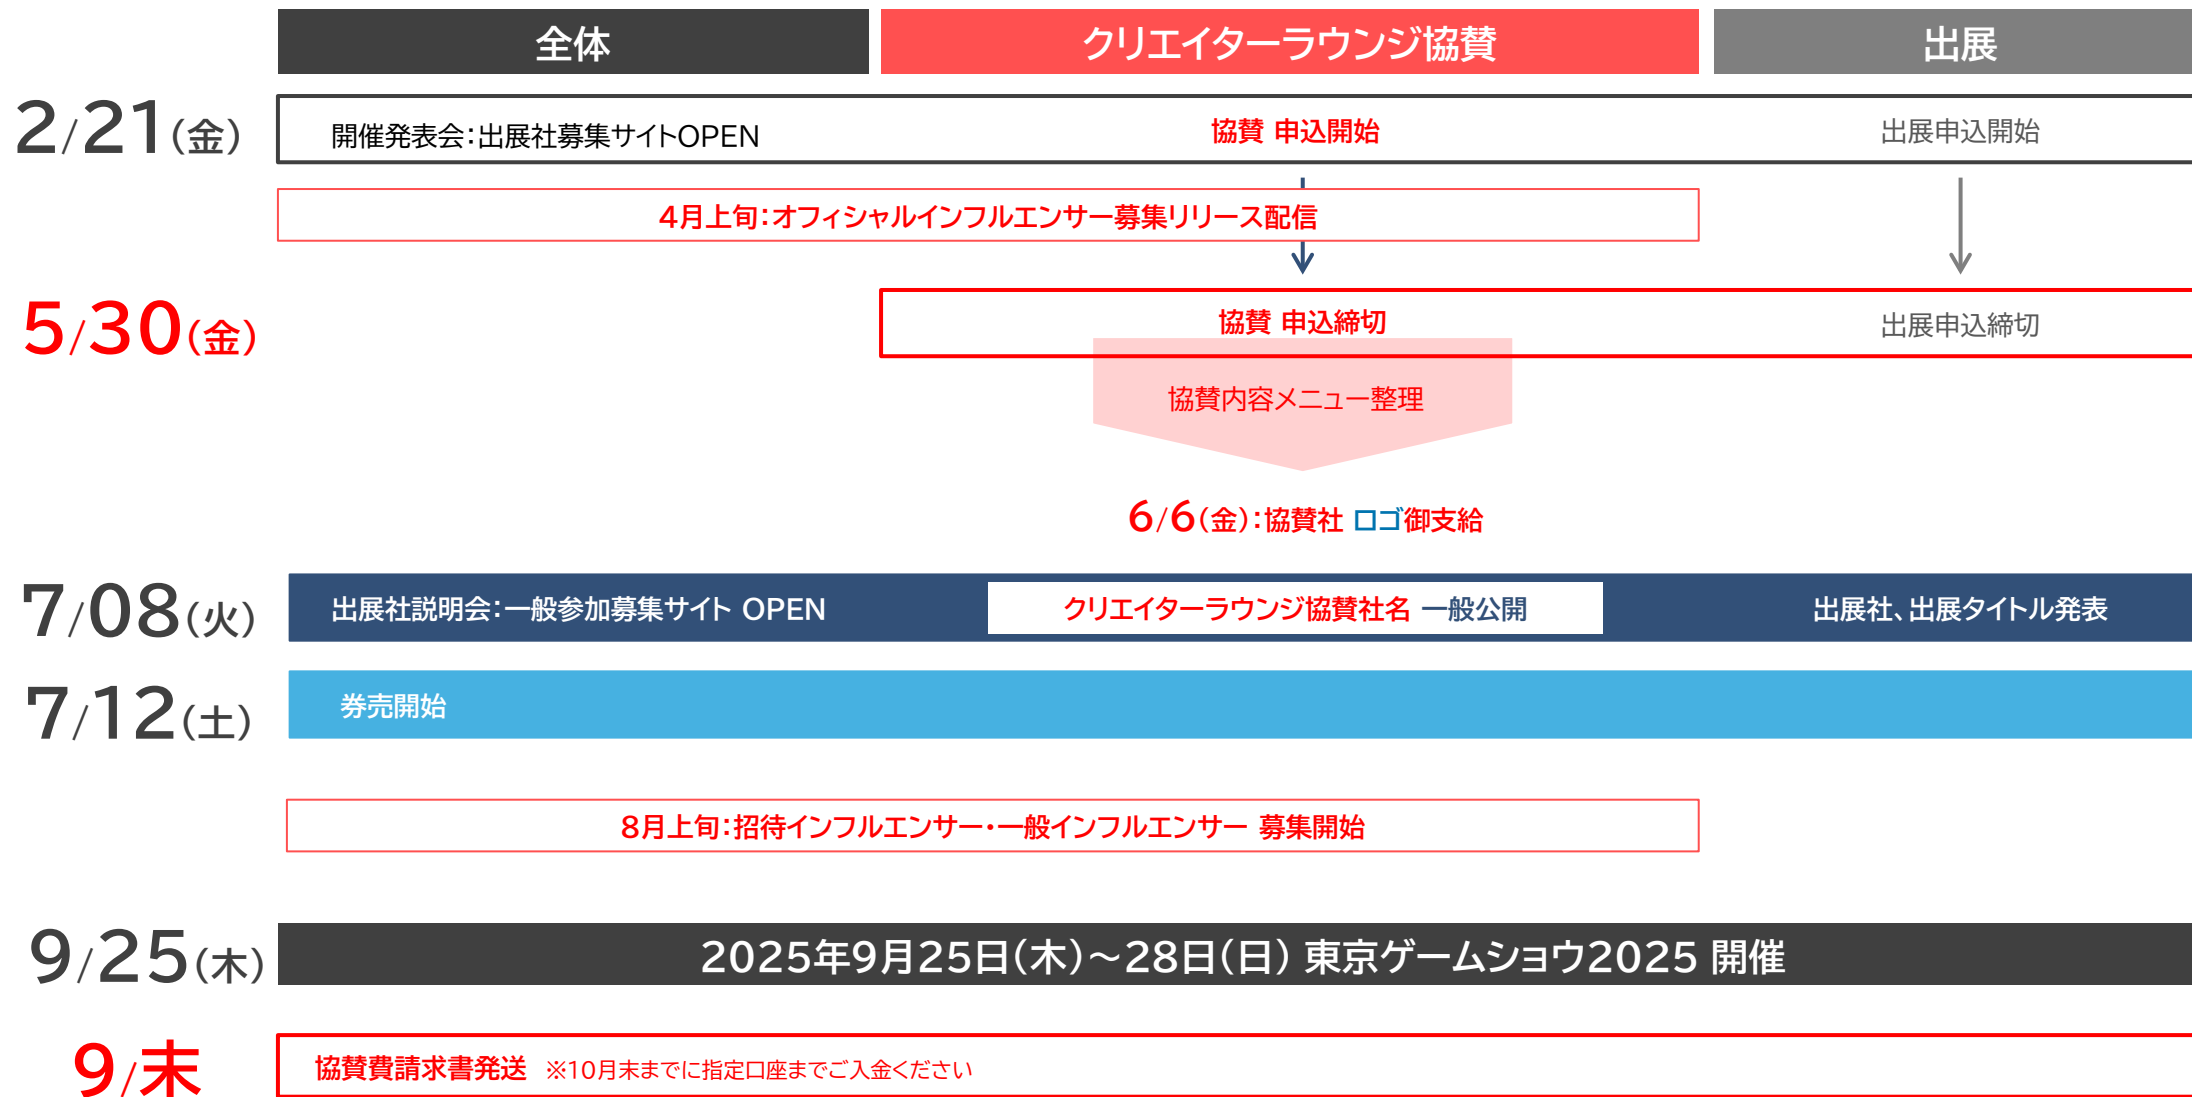 全体
クリエイターラウンジ協賛
出展
2/21(金)
開催発表会：出展社募集サイトOPEN
協賛 申込開始
出展申込開始
4月上旬：オフィシャルインフルエンサー募集リリース配信
5/30(金)
協賛 申込締切
出展申込締切
協賛内容メニュー整理
6/6(金)：協賛社 ロゴ御支給
7/08(火)
出展社説明会：一般参加募集サイト OPEN
クリエイターラウンジ協賛社名 一般公開
出展社、出展タイトル発表
7/12(土)
券売開始
8月上旬：招待インフルエンサー・一般インフルエンサー 募集開始
9/25(木)
2025年9月25日(木)～28日(日) 東京ゲームショウ2025 開催
9/末
協賛費請求書発送 ※10月末までに指定口座までご入金ください